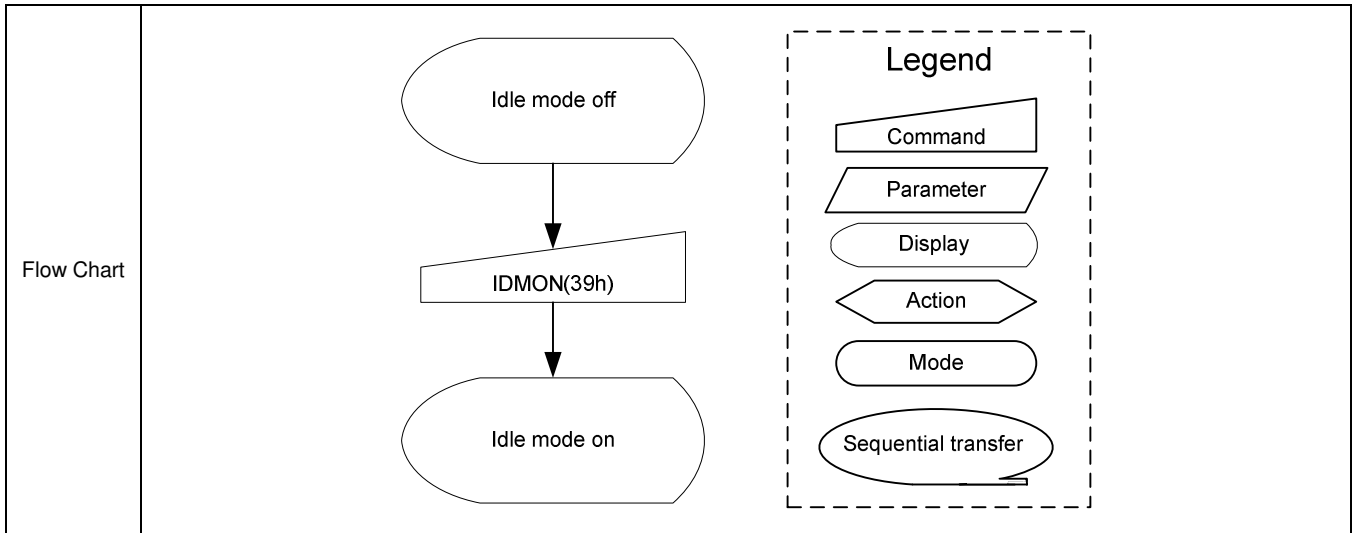 Flow Chart
Idle mode off
IDMON(39h)
Idle mode on
Legend
Command
Parameter
Display
Action
Mode
Sequential transfer